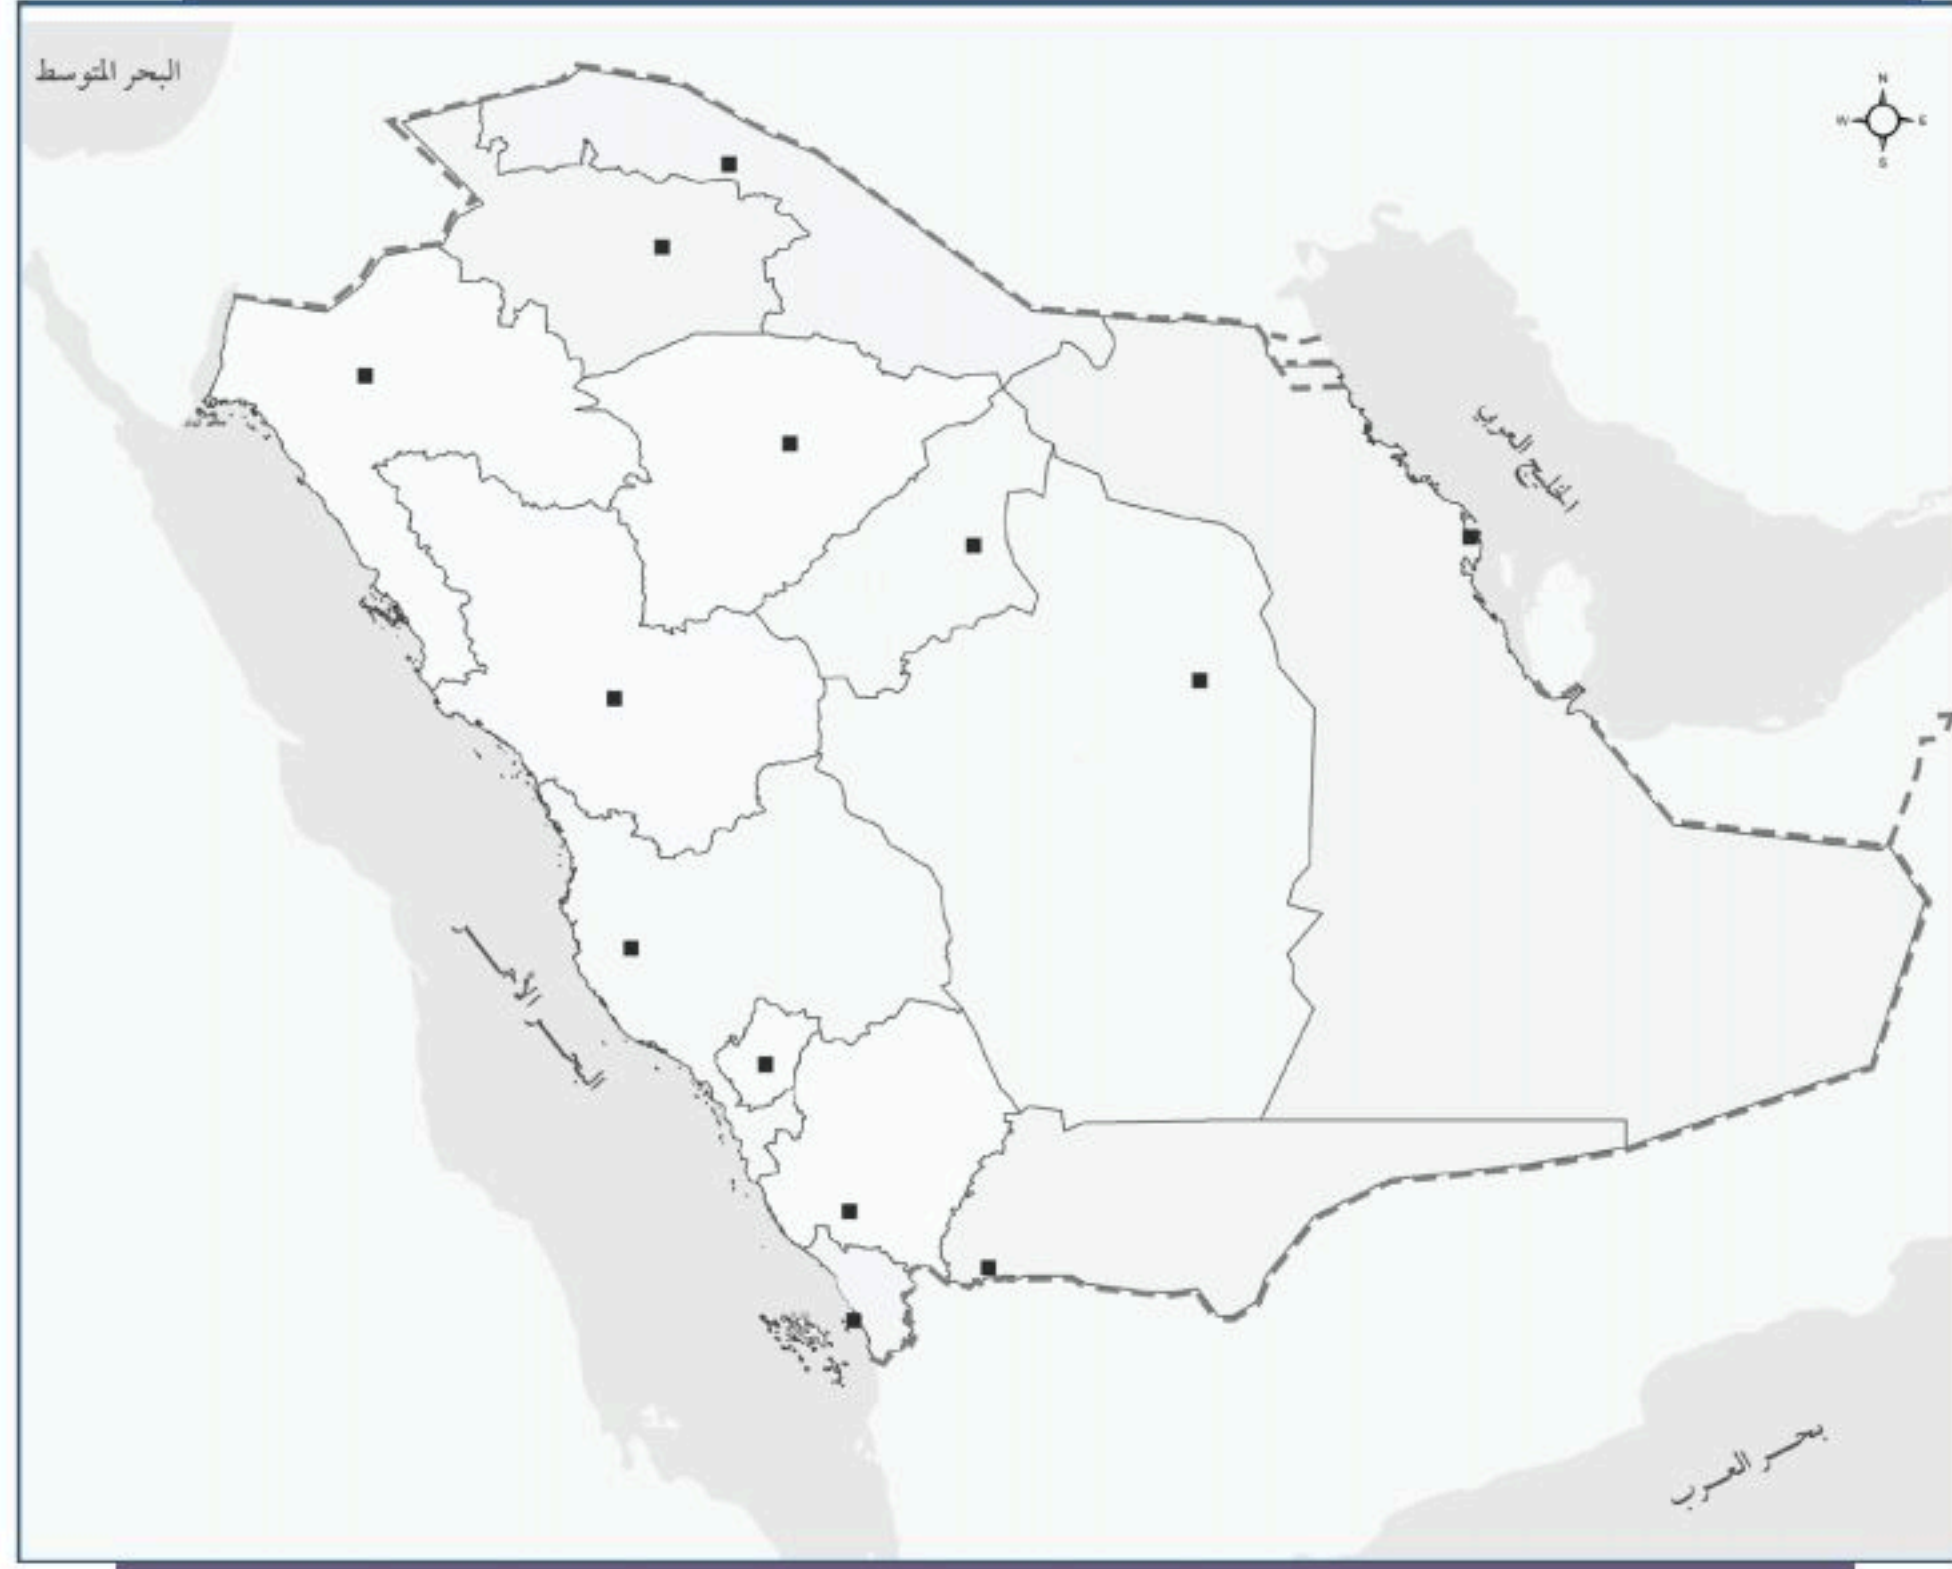 البحر المتوسط
N
W E
S
الخليج العربي
البحر الأحمر
بحر العرب